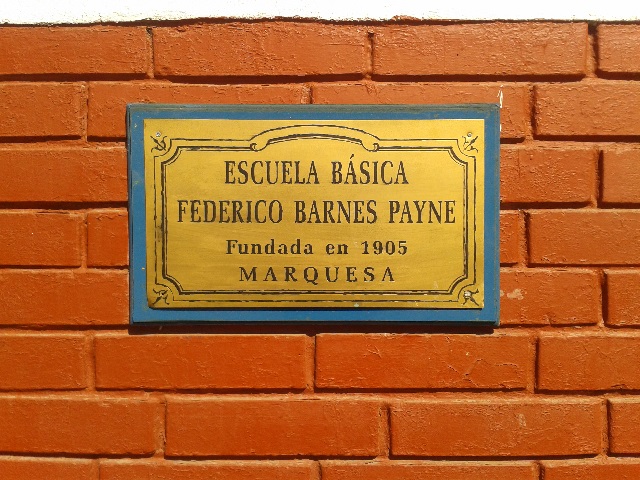 ESCUELA BÁSICA
FEDERICO BARNES PAYNE
Fundada en 1905
MARQUESA